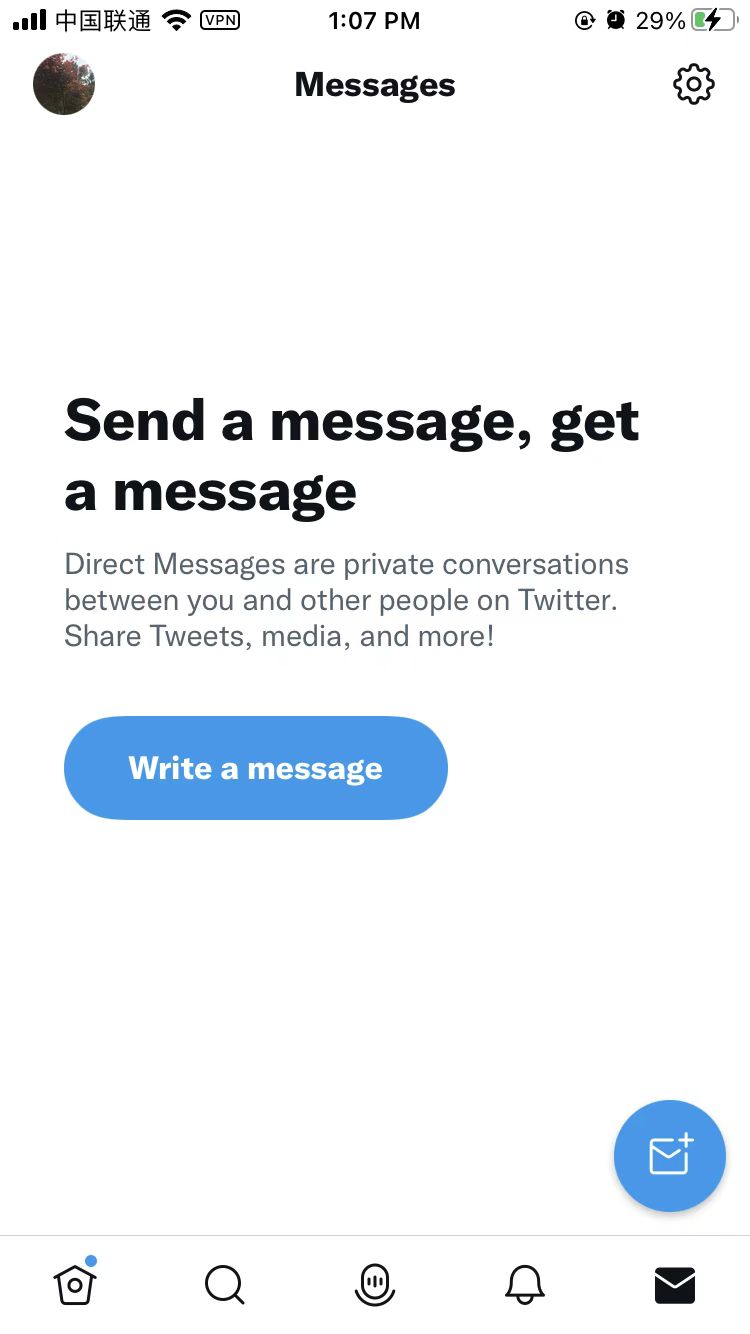 中国联通 VPN 1:07 PM 29%
Messages
Send a message, get
a message
Direct Messages are private conversations
between you and other people on Twitter.
Share Tweets, media, and more!
Write a message